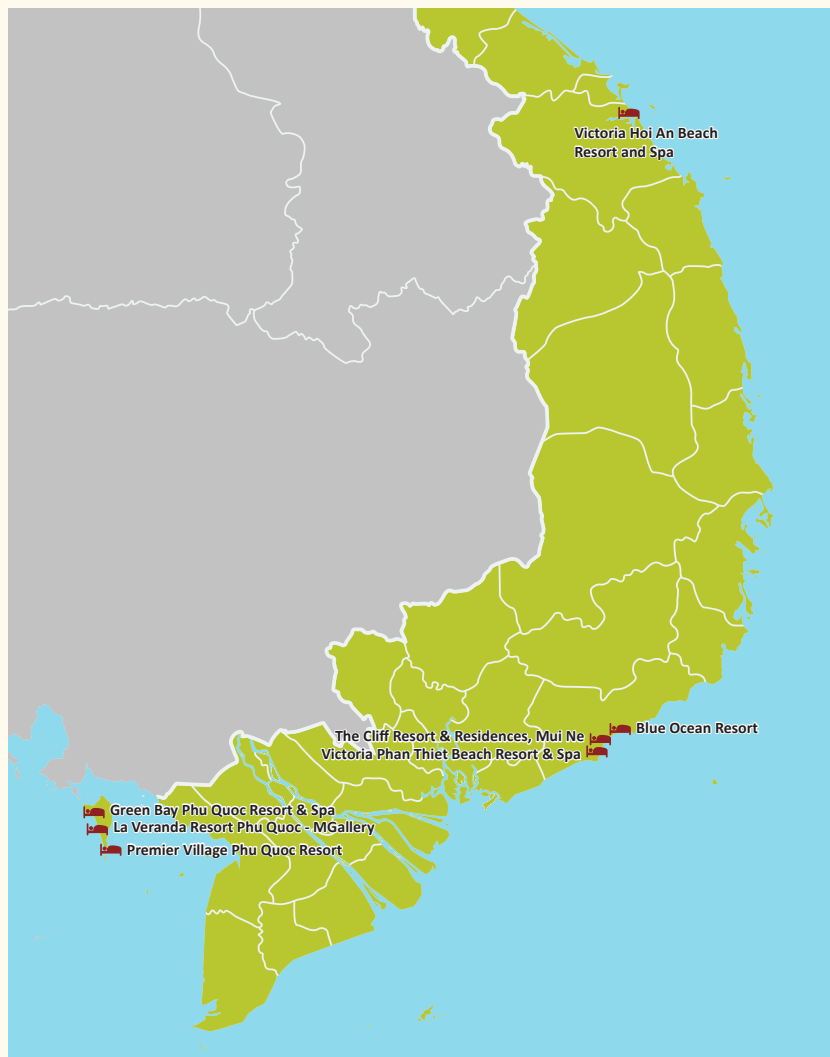 Victoria Hoi An Beach
Resort and Spa
Blue Ocean Resort
The Cliff Resort & Residences, Mui Ne
Victoria Phan Thiet Beach Resort & Spa
Green Bay Phu Quoc Resort & Spa
La Veranda Resort Phu Quoc - MGallery
Premier Village Phu Quoc Resort